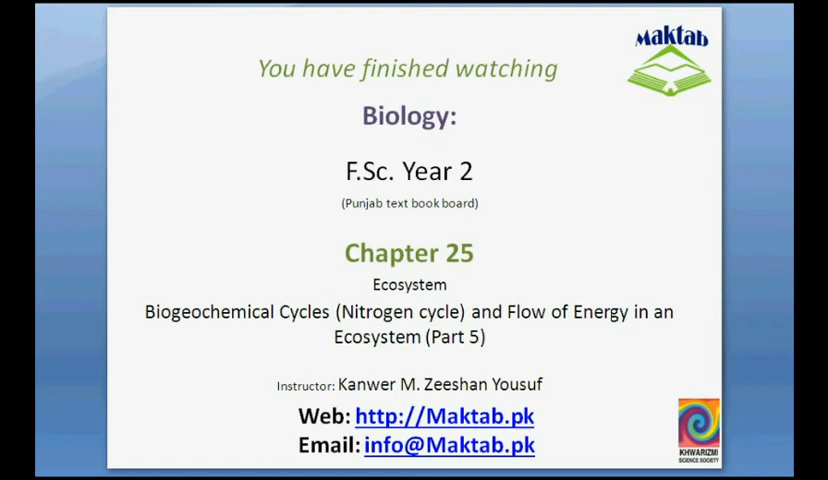 Maktab
You have finished watching
Biology:
F.Sc. Year 2
(Punjab text book board)
Chapter 25
Ecosystem
Biogeochemical Cycles (Nitrogen cycle) and Flow of Energy in an
Ecosystem (Part 5)
Instructor: Kanwer M. Zeeshan Yousuf
Web: http://Maktab.pk
Email: info@Maktab.pk
KHWARIZMI
SCIENCE SOCIETY